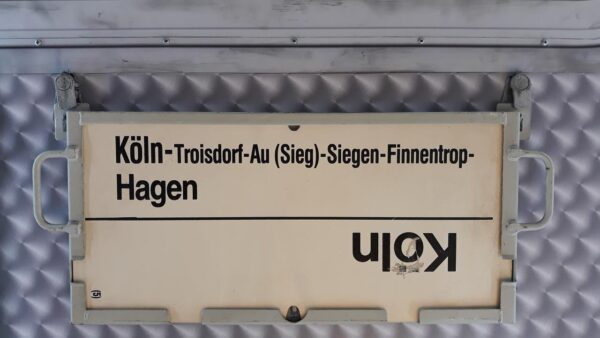 Köln-Troisdorf-Au (Sieg)-Siegen-Finnentrop-
Hagen
Köln